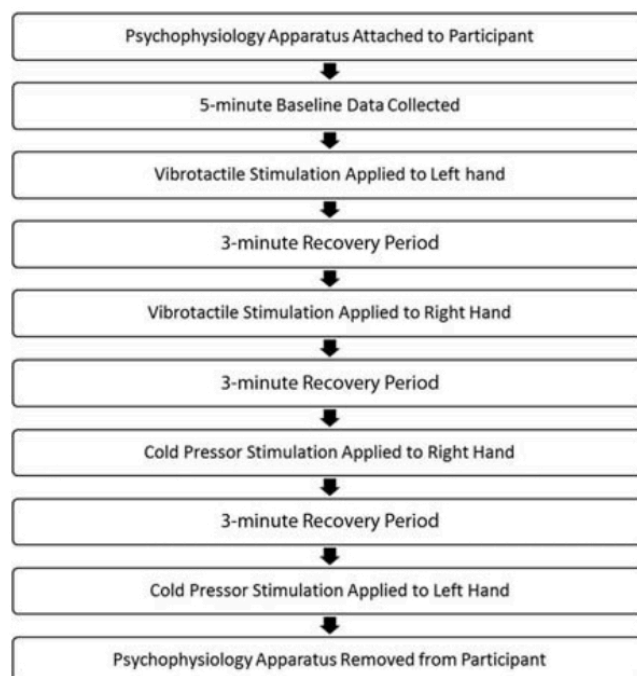 Psychophysiology Apparatus Attached to Participant
5-minute Baseline Data Collected
Vibrotactile Stimulation Applied to Left hand
3-minute Recovery Period
Vibrotactile Stimulation Applied to Right Hand
3-minute Recovery Period
Cold Pressor Stimulation Applied to Right Hand
3-minute Recovery Period
Cold Pressor Stimulation Applied to Left Hand
Psychophysiology Apparatus Removed from Participant